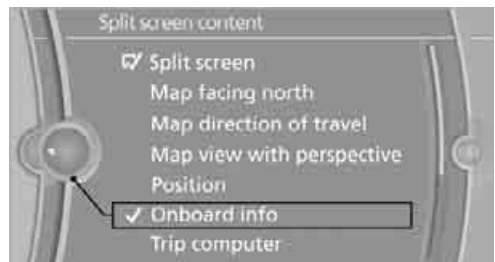 Split screen content
Split screen
Map facing north
Map direction of travel
Map view with perspective
Position
Onboard info
Trip computer